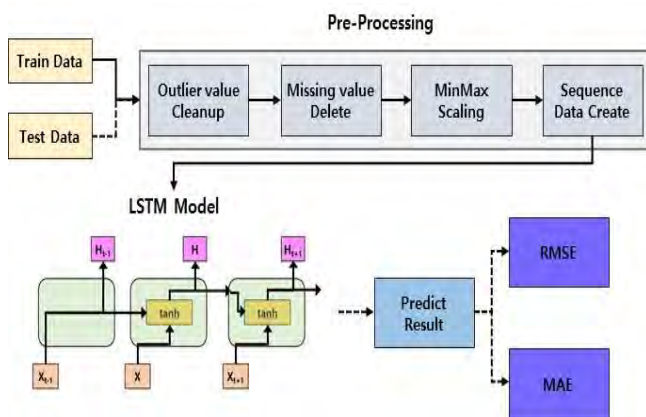 Pre-Processing
Train Data
Test Data
Outlier value
Cleanup
Missing value
Delete
MinMax
Scaling
Sequence
Data Create
LSTM Model
Ht-1
H
Ht+1
tanh
tanh
Xt-1
X
Xt+1
Predict
Result
RMSE
MAE